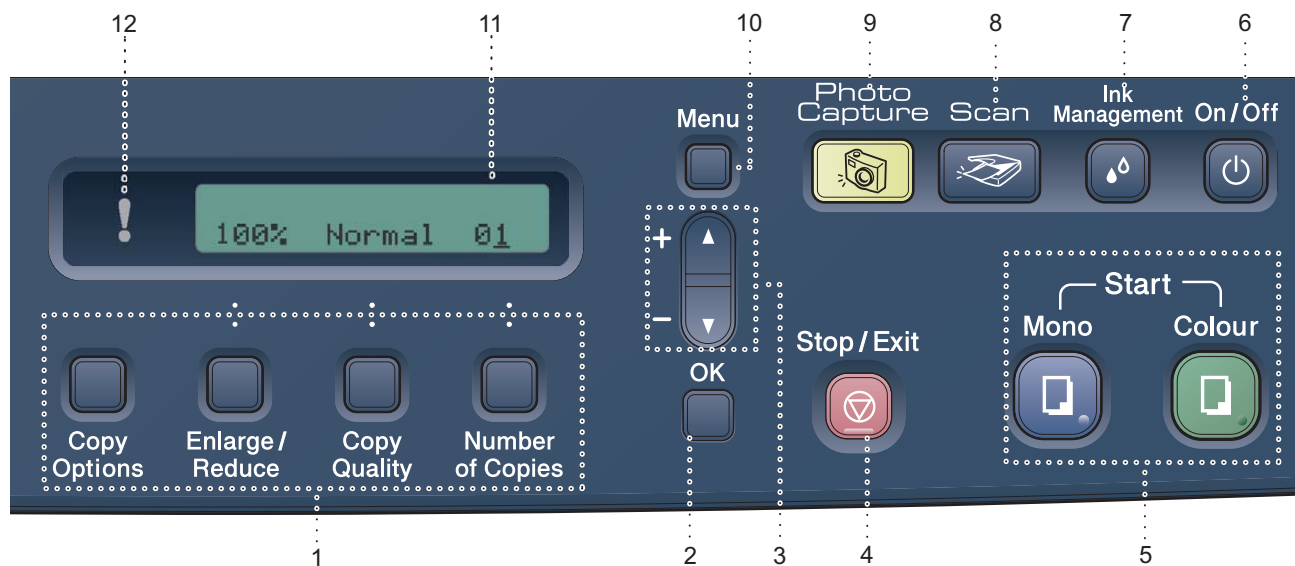 12 11 10 9 8 7 6
Photo
Capture
Scan
Ink
Management
On/Off
Menu
!
100% Normal 01
+
−
Start
Mono Colour
Stop/Exit
OK
Copy
Options
Enlarge/
Reduce
Copy
Quality
Number
of Copies
1 2 3 4 5